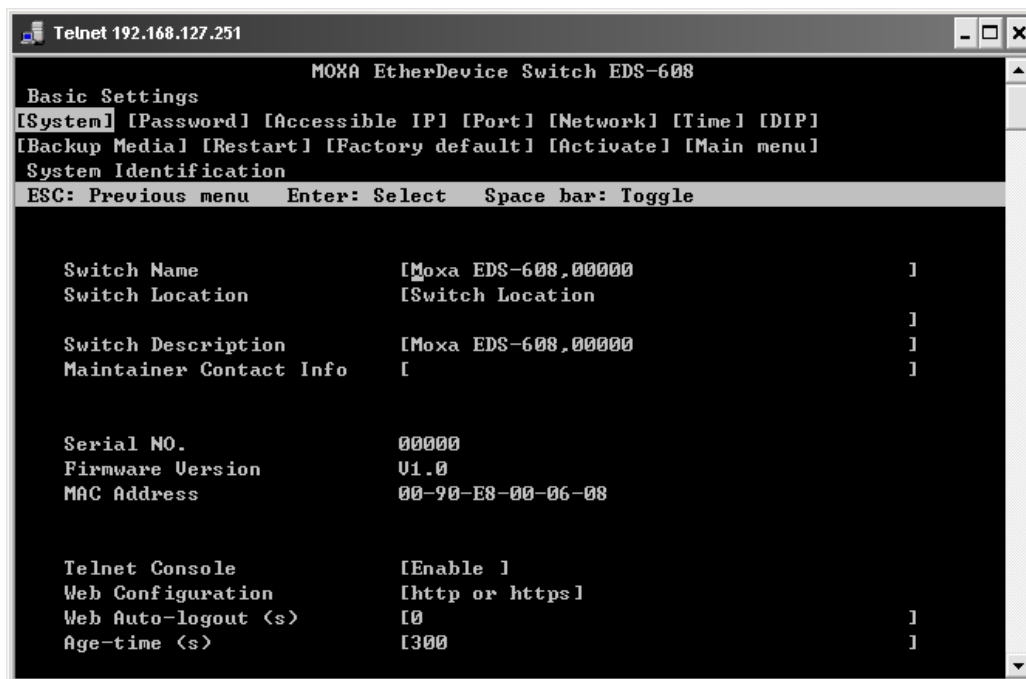 Telnet 192.168.127.251
MOXA EtherDevice Switch EDS-608
Basic Settings
[System] [Password] [Accessible IP] [Port] [Network] [Time] [DIP]
[Backup Media] [Restart] [Factory default] [Activate] [Main menu]
System Identification
ESC: Previous menu   Enter: Select   Space bar: Toggle
Switch Name [Moxa EDS-608,00000 ]
Switch Location [Switch Location
]
Switch Description [Moxa EDS-608,00000 ]
Maintainer Contact Info [ ]
Serial NO. 00000
Firmware Version V1.0
MAC Address 00-90-E8-00-06-08
Telnet Console [Enable ]
Web Configuration [http or https]
Web Auto-logout (s) [0 ]
Age-time (s) [300 ]